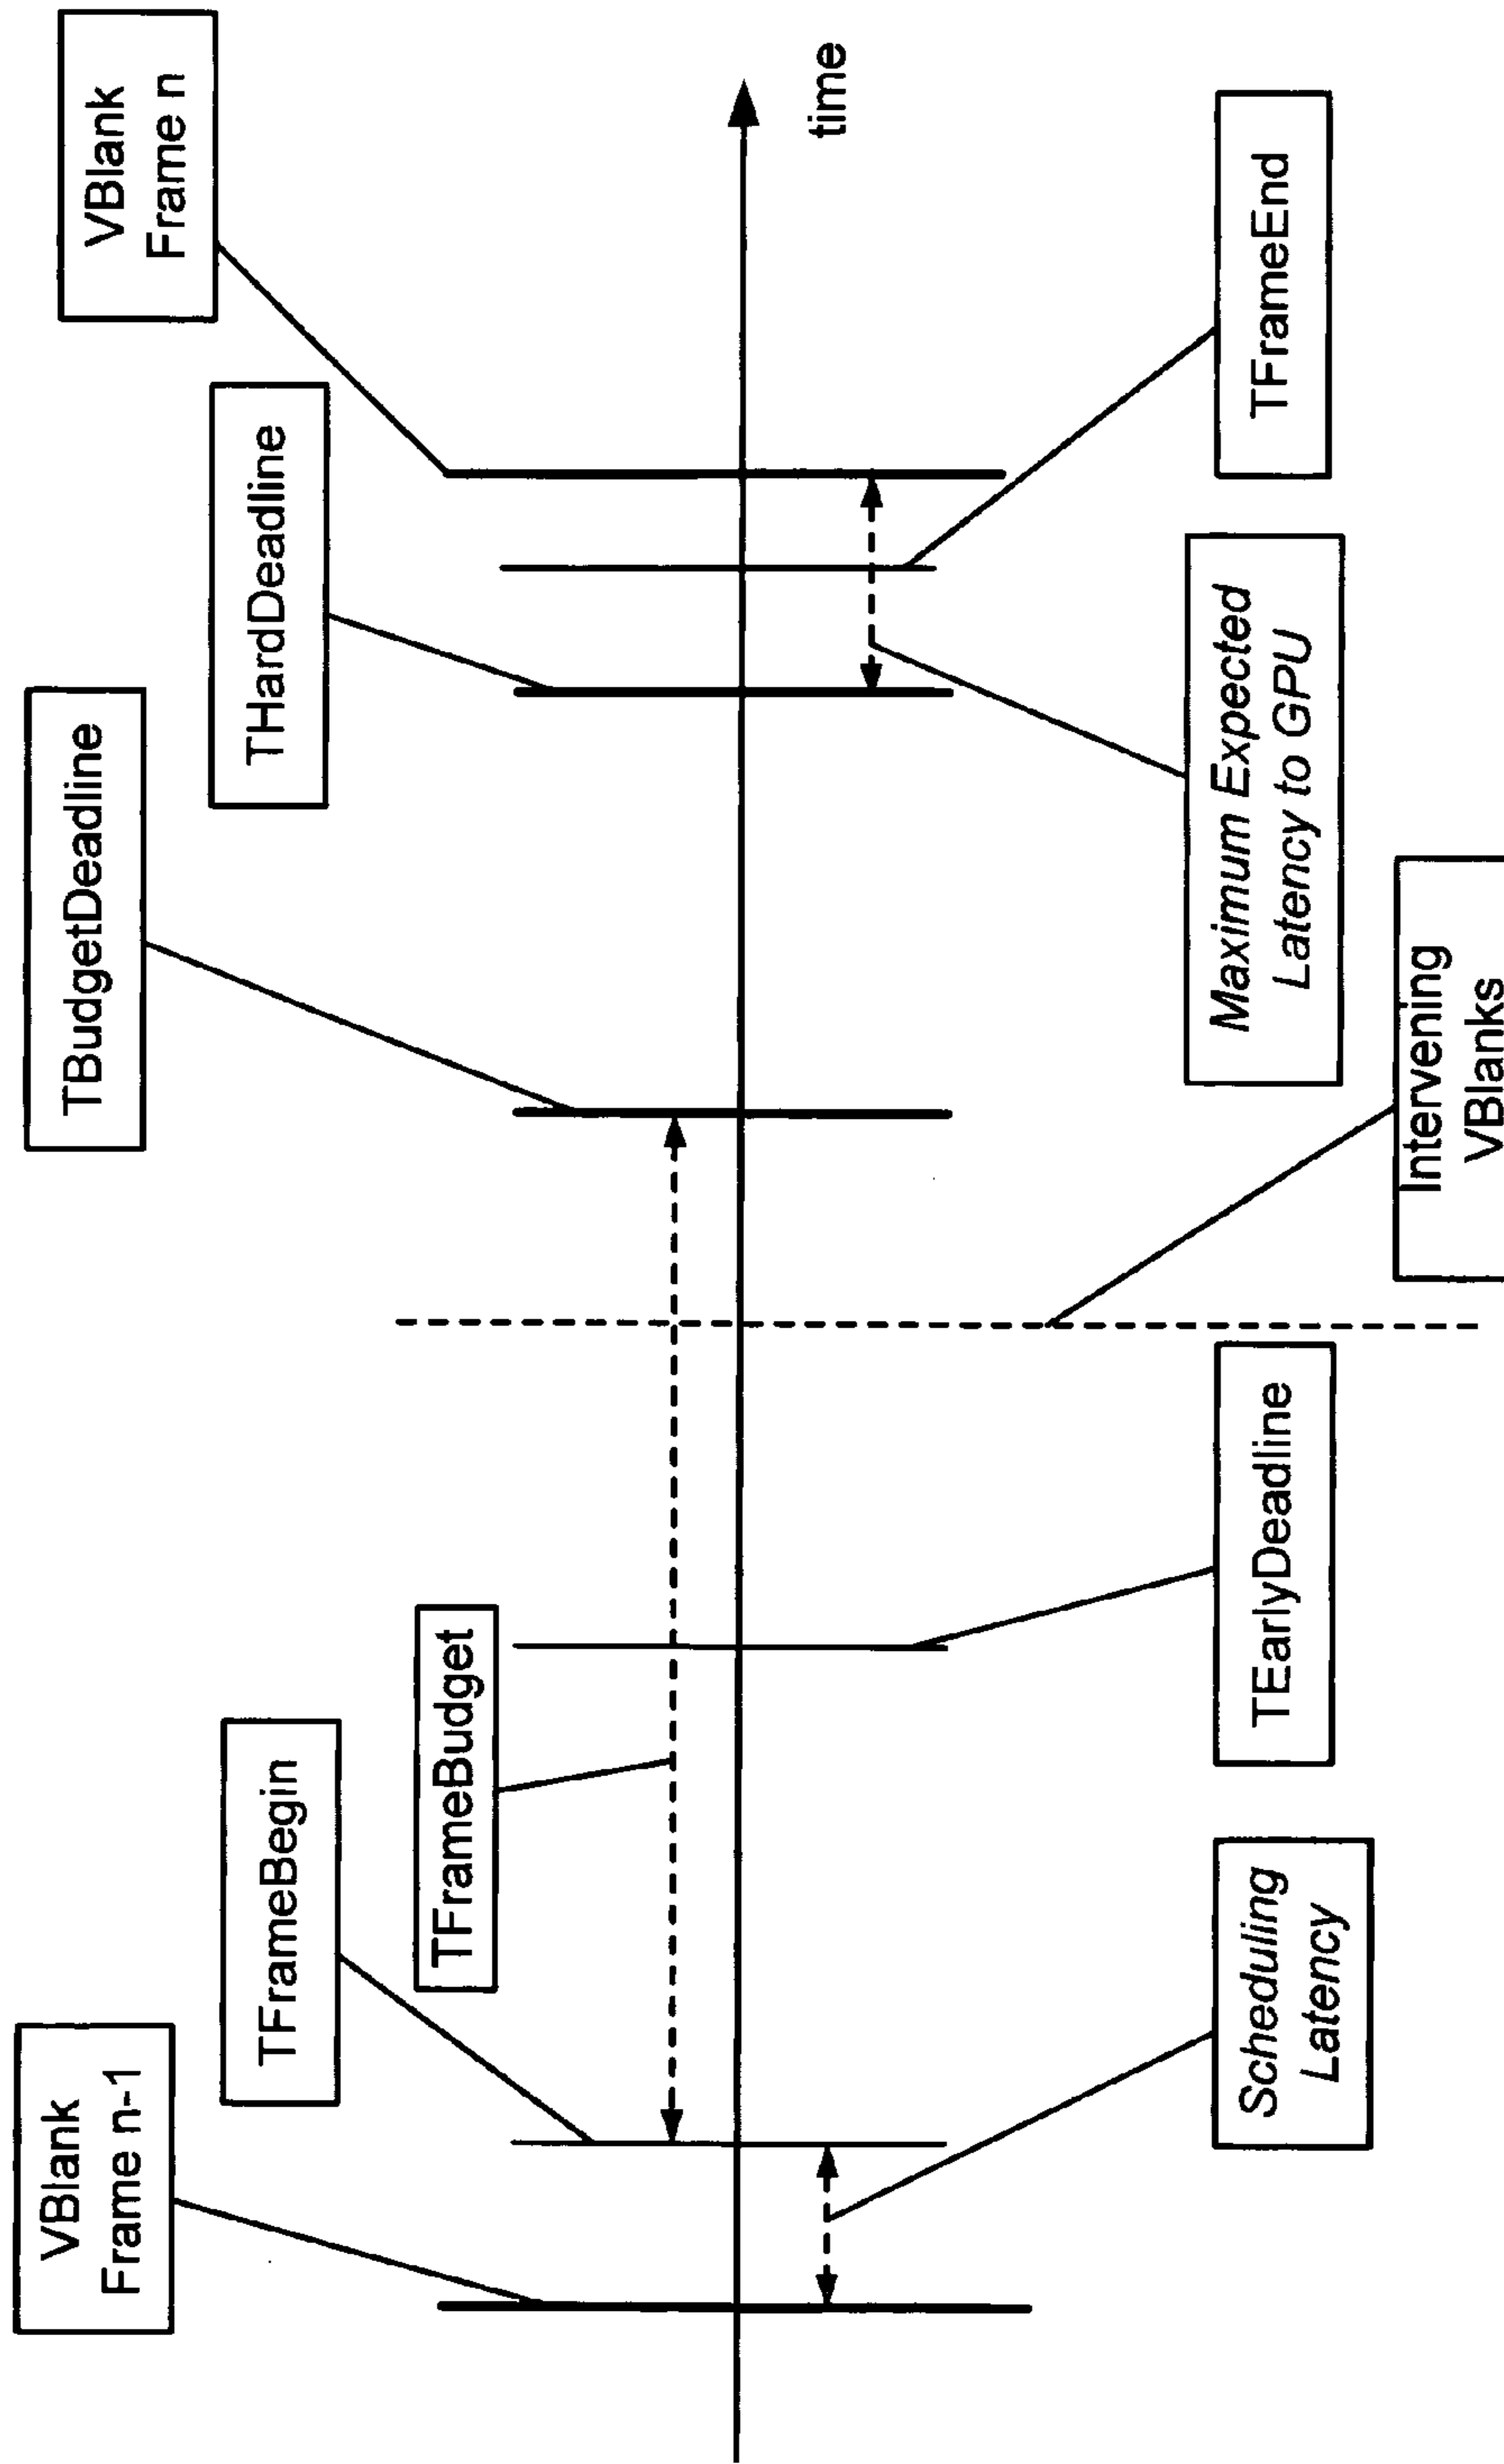 VBlank
Frame n-1
TFrameBegin
TFrameBudget
TBudgetDeadline
THardDeadline
VBlank
Frame n
time
Scheduling
Latency
TEarlyDeadline
Intervening
VBlanks
Maximum Expected
Latency to GPU
TFrameEnd